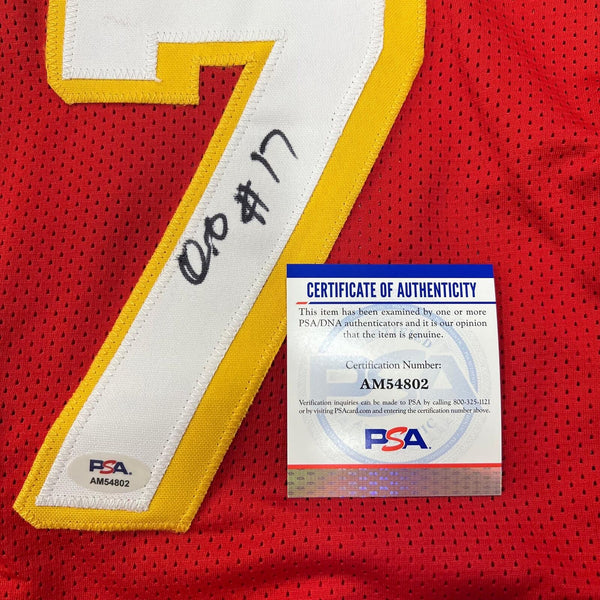 7
O.O #17
CERTIFICATE OF AUTHENTICITY
This item has been examined by one or more
PSA/DNA authenticators and it is our opinion
that the item is genuine.
Certification Number:
AM54802
Verification inquiries can be made to PSA by calling 800-325-1121
or by visiting PSAcard.com and entering the certification number above.
PSA
PSA
AM54802